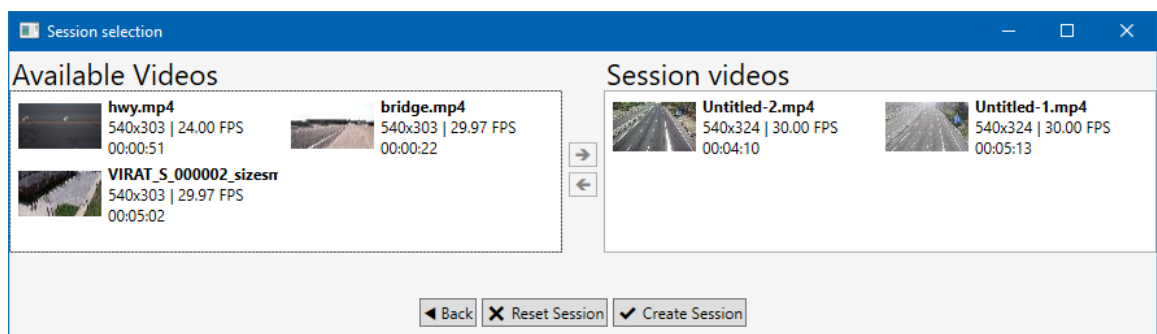 Session selection
Available Videos
hwy.mp4
540x303 | 24.00 FPS
00:00:51
bridge.mp4
540x303 | 29.97 FPS
00:00:22
VIRAT_S_000002_sizesm
540x303 | 29.97 FPS
00:05:02
Session videos
Untitled-2.mp4
540x324 | 30.00 FPS
00:04:10
Untitled-1.mp4
540x324 | 30.00 FPS
00:05:13
Back
Reset Session
Create Session